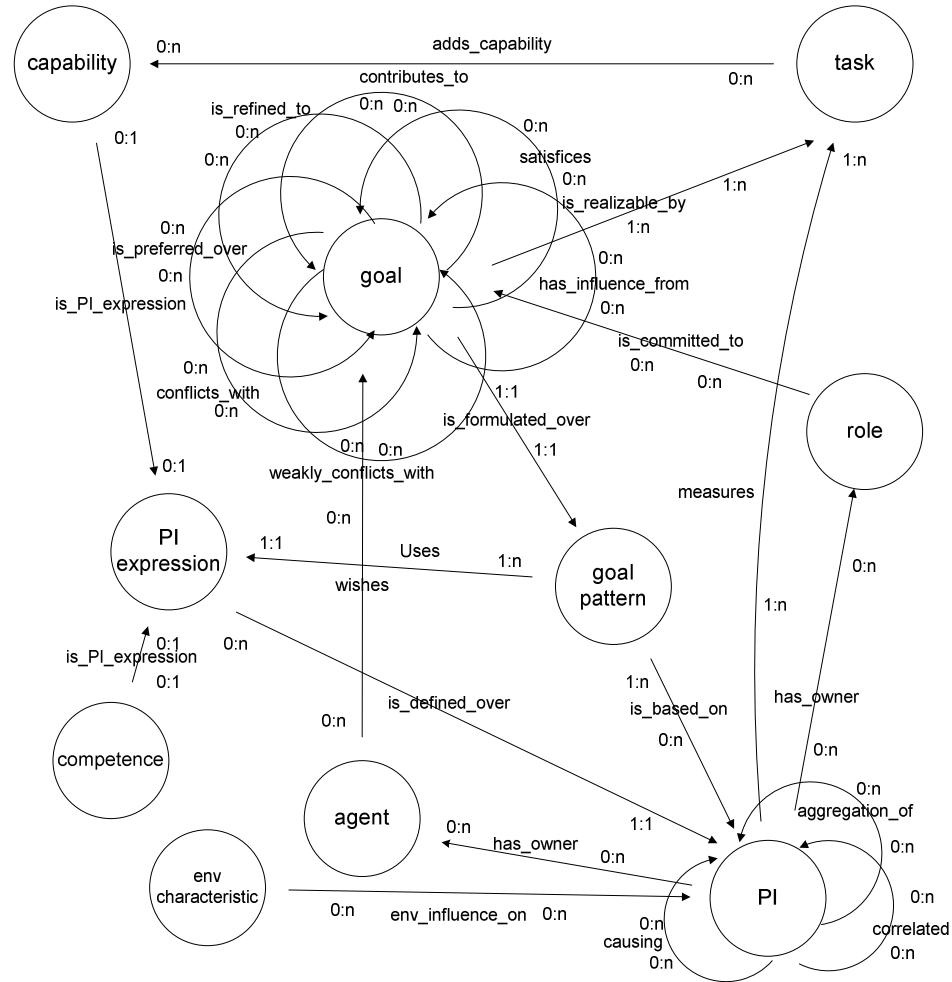 adds_capability
0:n
capability
task
0:n
contributes_to
0:n 0:n
is_refined_to
0:n
0:n
0:1
0:n
satisfices
0:n
1:n
1:n
is_realizable_by
1:n
0:n
is_preferred_over
0:n
goal
0:n
has_influence_from
0:n
is_PI_expression
is_committed_to
0:n
0:n
0:n
conflicts_with
0:n
1:1
is_formulated_over
1:1
role
0:n 0:n
weakly_conflicts_with
0:1
measures
0:n
PI
expression
1:1
Uses
1:n
0:n
goal
pattern
wishes
1:n
0:1
is_PI_expression
0:1
0:n
1:n
is_based_on
0:n
is_defined_over
has_owner
0:n
0:n
competence
0:n
aggregation_of
0:n
agent
1:1
0:n
has_owner
0:n
env
characteristic
0:n
env_influence_on
0:n
PI
0:n
causing
0:n
0:n
correlated
0:n